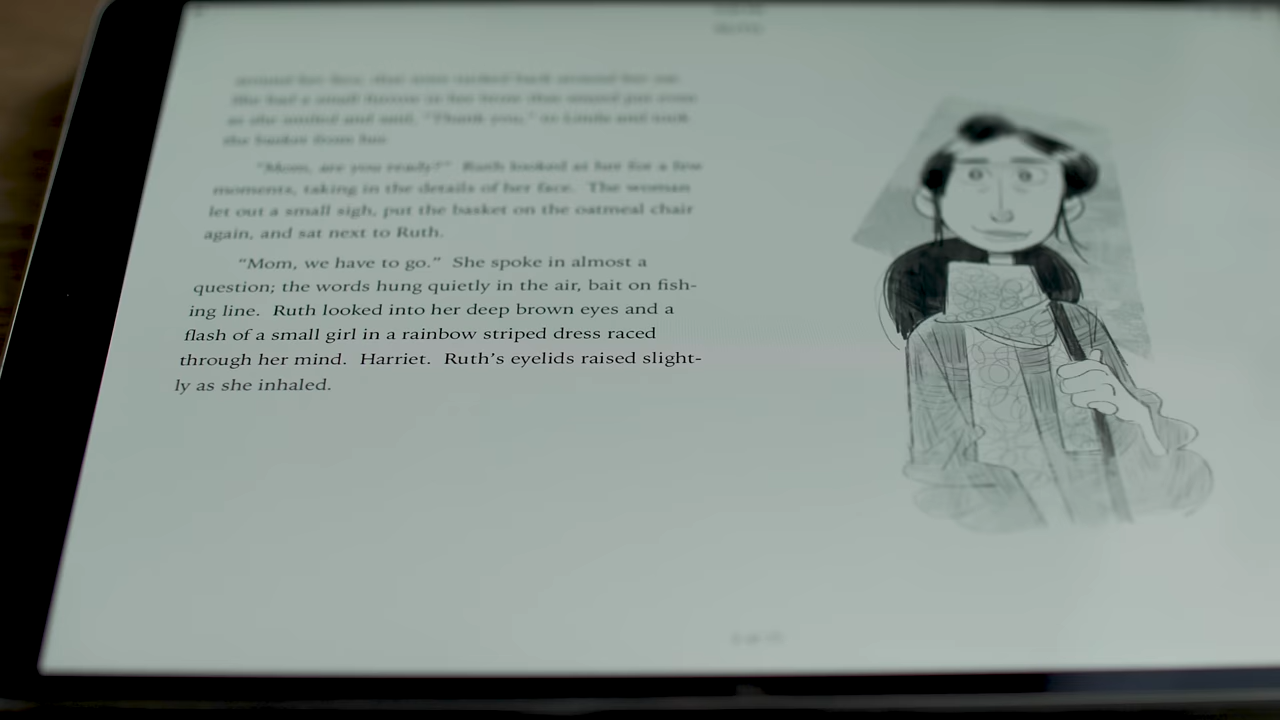 around her face, that were tucked back around her ear.
She had a small furrow in her brow that stayed just even
as she smiled and said, "Thank you," to Linda and took
the basket from her.
“Mom, are you ready?” Ruth looked at her for a few
moments, taking in the details of her face. The woman
let out a small sigh, put the basket on the oatmeal chair
again, and sat next to Ruth.
“Mom, we have to go.” She spoke in almost a
question; the words hung quietly in the air, bait on fish-
ing line. Ruth looked into her deep brown eyes and a
flash of a small girl in a rainbow striped dress raced
through her mind. Harriet. Ruth’s eyelids raised slight-
ly as she inhaled.